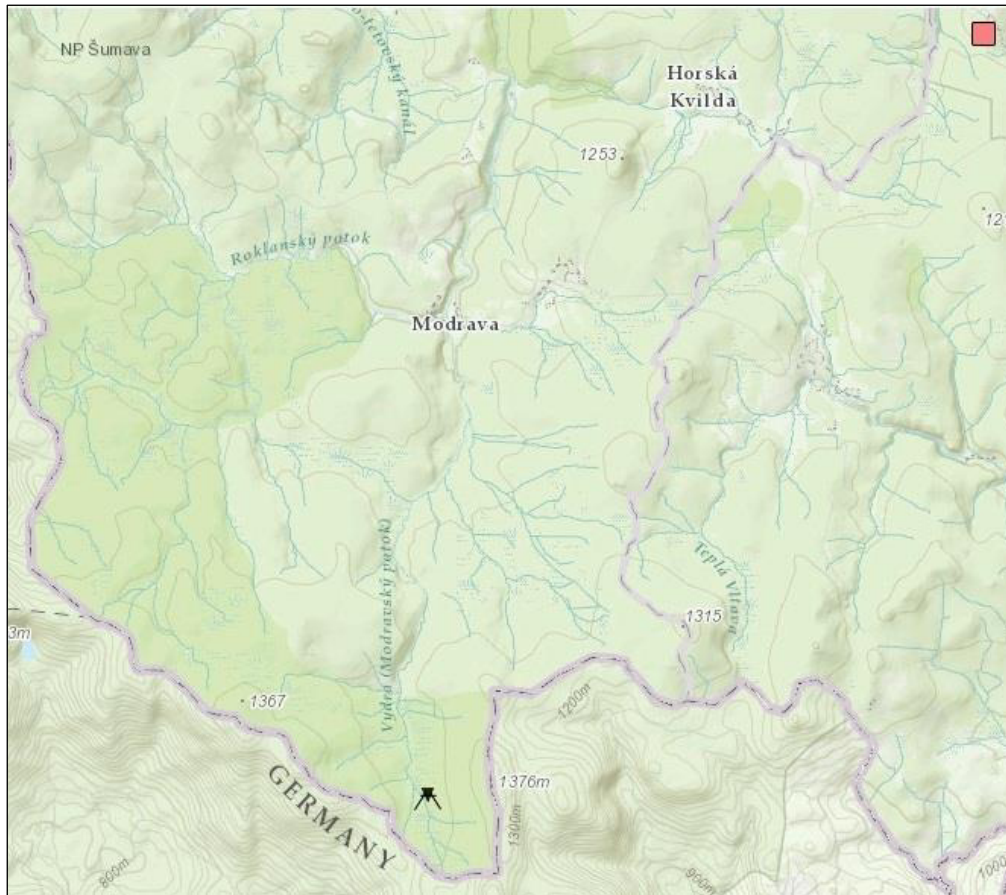 NP Šumava
Horská
Kvilda
1253
12
Roklanský potok
Modrava
Vydra (Modravský potok)
Teplá Vltava
1315
3m
1367
1200m
GERMANY
1376m
1300m
800m
900m